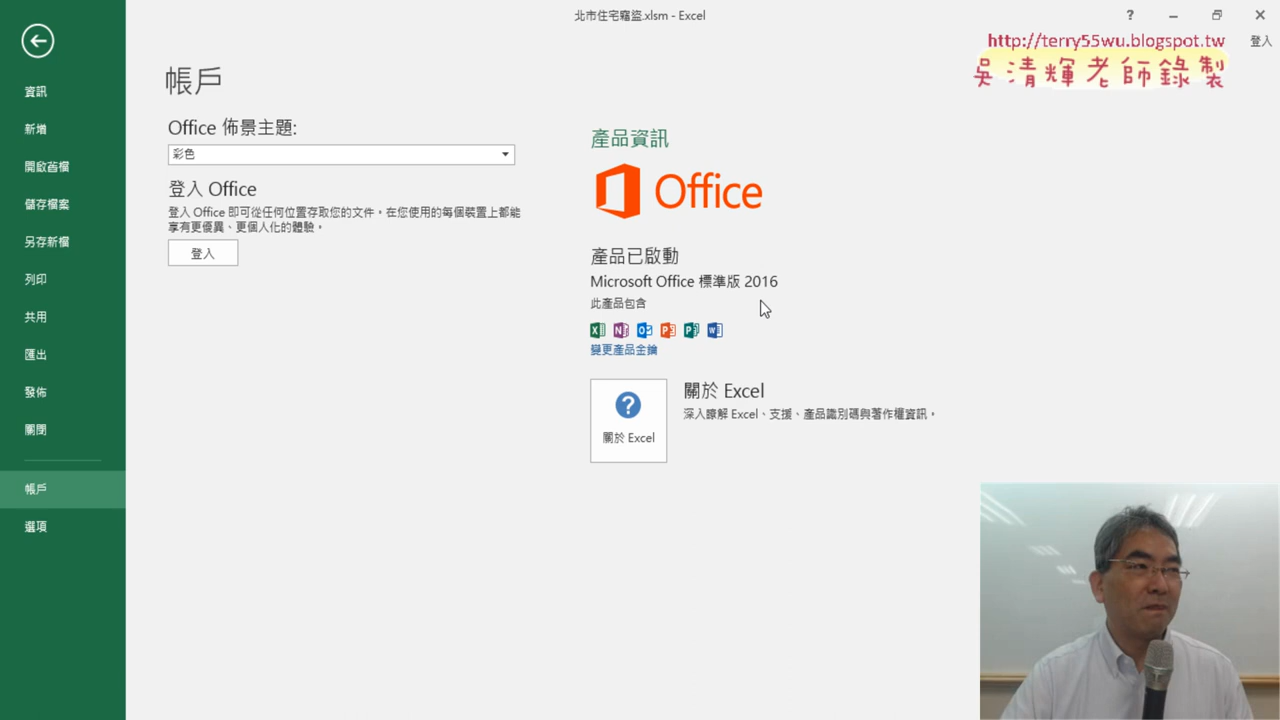 北市住宅竊盜.xlsm - Excel
?
登入
http://terry55wu.blogspot.tw
吳清輝老師錄製
資訊
新增
開啟舊檔
儲存檔案
另存新檔
列印
共用
匯出
發佈
關閉
帳戶
選項
帳戶
Office 佈景主題:
彩色
登入 Office
登入 Office 即可從任何位置存取您的文件。在您使用的每個裝置上都能
享有更優異、更個人化的體驗。
登入
產品資訊
Office
產品已啟動
Microsoft Office 標準版 2016
此產品包含
變更產品金鑰
?
關於 Excel
關於 Excel
深入瞭解 Excel、支援、產品識別碼與著作權資訊。